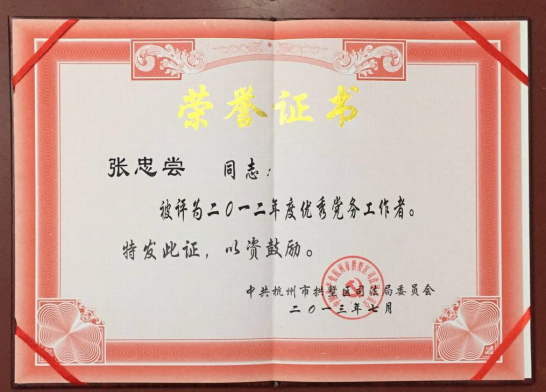 荣誉证书
张忠尝 同志：
被评为二〇一二年度优秀党务工作者。
特发此证，以资鼓励。
中共杭州市拱墅区司法局委员会
二〇一三年七月